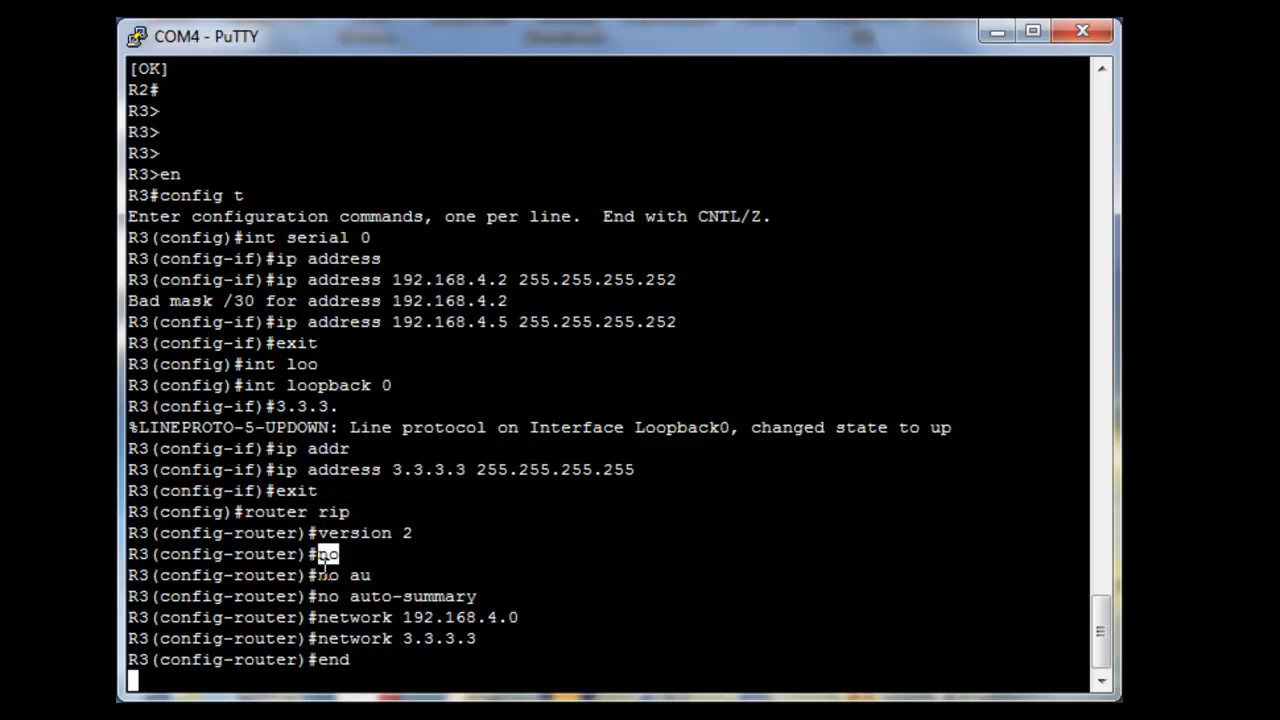 COM4 - PuTTY
[OK]
R2#
R3>
R3>
R3>
R3>en
R3#config t
Enter configuration commands, one per line.  End with CNTL/Z.
R3(config)#int serial 0
R3(config-if)#ip address
R3(config-if)#ip address 192.168.4.2 255.255.255.252
Bad mask /30 for address 192.168.4.2
R3(config-if)#ip address 192.168.4.5 255.255.255.252
R3(config-if)#exit
R3(config)#int loo
R3(config)#int loopback 0
R3(config-if)#3.3.3.
%LINEPROTO-5-UPDOWN: Line protocol on Interface Loopback0, changed state to up
R3(config-if)#ip addr
R3(config-if)#ip address 3.3.3.3 255.255.255.255
R3(config-if)#exit
R3(config)#router rip
R3(config-router)#version 2
R3(config-router)#no
R3(config-router)#no au
R3(config-router)#no auto-summary
R3(config-router)#network 192.168.4.0
R3(config-router)#network 3.3.3.3
R3(config-router)#end